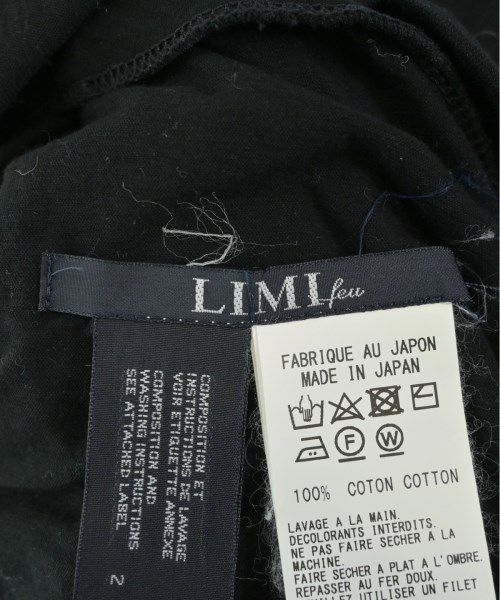 LIMI feu
COMPOSITION ET
INSTRUCTIONS DE LAVAGE
VOIR ETIQUETTE ANNEXE
COMPOSITION AND
WASHING INSTRUCTIONS
SEE ATTACHED LABEL
2
FABRIQUE AU JAPON
MADE IN JAPAN
F W
100% COTON COTTON
LAVAGE A LA MAIN.
DECOLORANTS INTERDITS.
NE PAS FAIRE SECHER A LA
MACHINE.
FAIRE SECHER A PLAT A L'OMBRE.
REPASSER AU FER DOUX.
UTILISER UN FILET